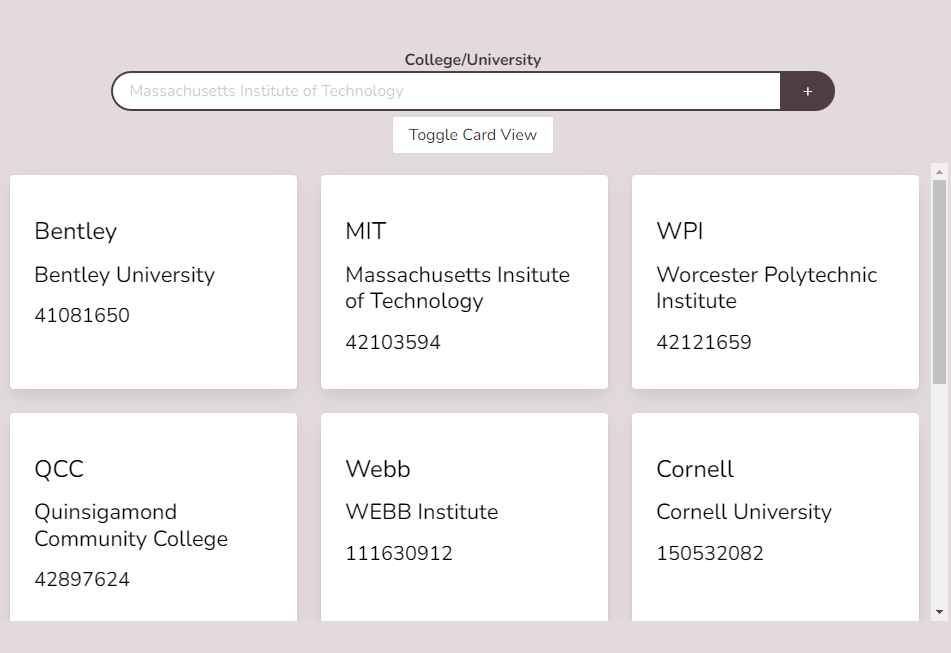 College/University
Massachusetts Institute of Technology
+
Toggle Card View
Bentley
Bentley University
41081650
MIT
Massachusetts Insitute
of Technology
42103594
WPI
Worcester Polytechnic
Institute
42121659
QCC
Quinsigamond
Community College
42897624
Webb
WEBB Institute
111630912
Cornell
Cornell University
150532082